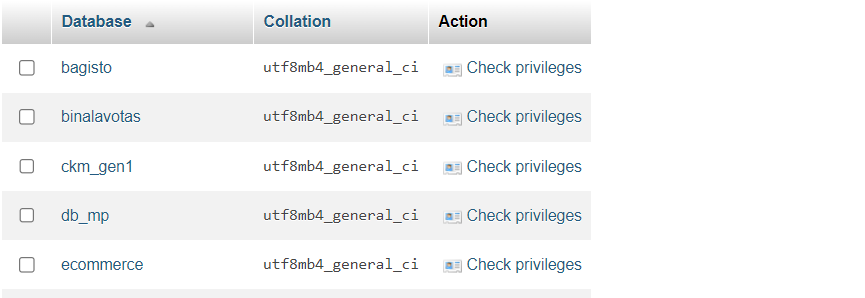 Database Collation Action
bagisto utf8mb4_general_ci Check privileges
binalavotas utf8mb4_general_ci Check privileges
ckm_gen1 utf8mb4_general_ci Check privileges
db_mp utf8mb4_general_ci Check privileges
ecommerce utf8mb4_general_ci Check privileges